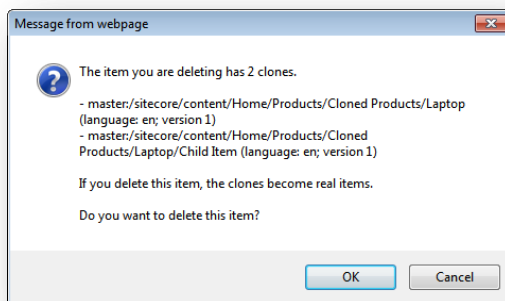 Message from webpage
The item you are deleting has 2 clones.
- master:/sitecore/content/Home/Products/Cloned Products/Laptop
(language: en; version 1)
- master:/sitecore/content/Home/Products/Cloned
Products/Laptop/Child Item (language: en; version 1)
If you delete this item, the clones become real items.
Do you want to delete this item?
OK Cancel